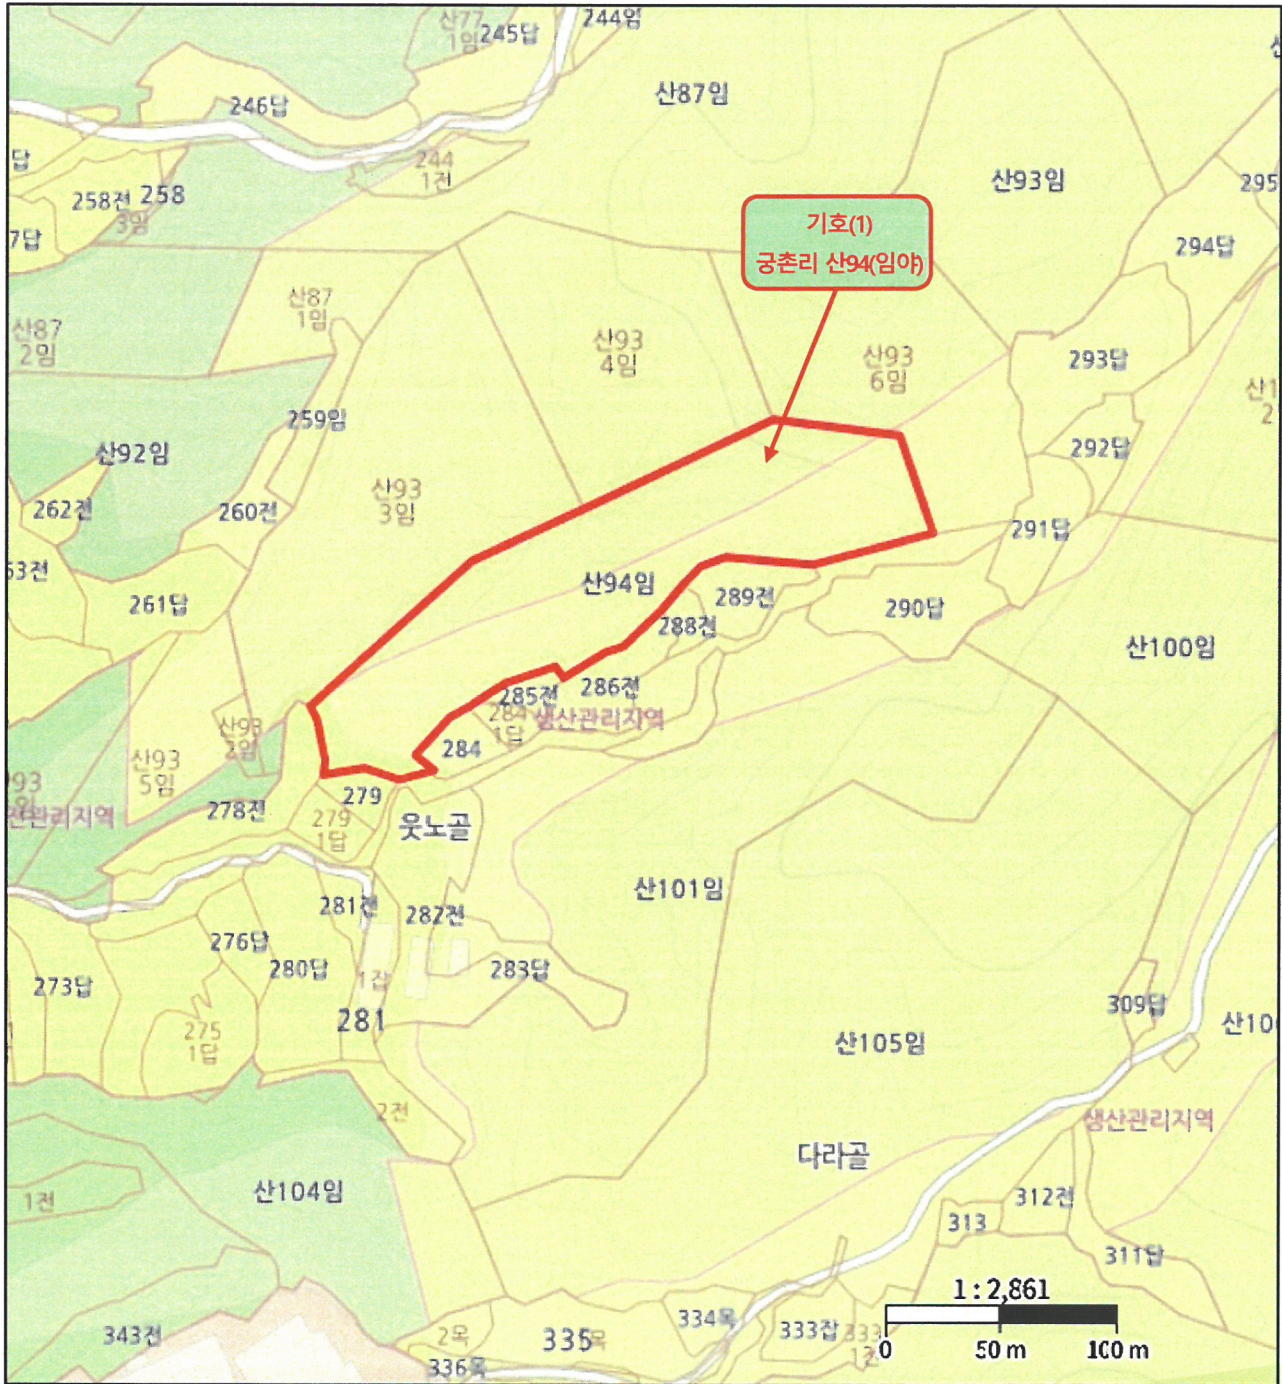 산77
1임
245답
244임
246답
산87임
답
244
1전
258전
258
3임
산93임
295
7답
294답
기호(1)
궁촌리 산94(임야)
산87
1임
산87
2임
산93
4임
산93
6임
293답
259임
산92임
292답
산93
3임
262전
260전
291답
53전
산94임
261답
289전
290답
288전
산100임
286전
285전
284
1답
생산관리지역
산93
2임
284
산93
5임
278전
279
279
1답
웃노골
산101임
281전
282전
276답
280답
283답
1잡
273답
309답
281
275
1답
산105임
2전
생산관리지역
다라골
산104임
1전
312전
313
311답
1 : 2,861
0
50 m
100 m
343전
2목
335목
334목
333잡
336목